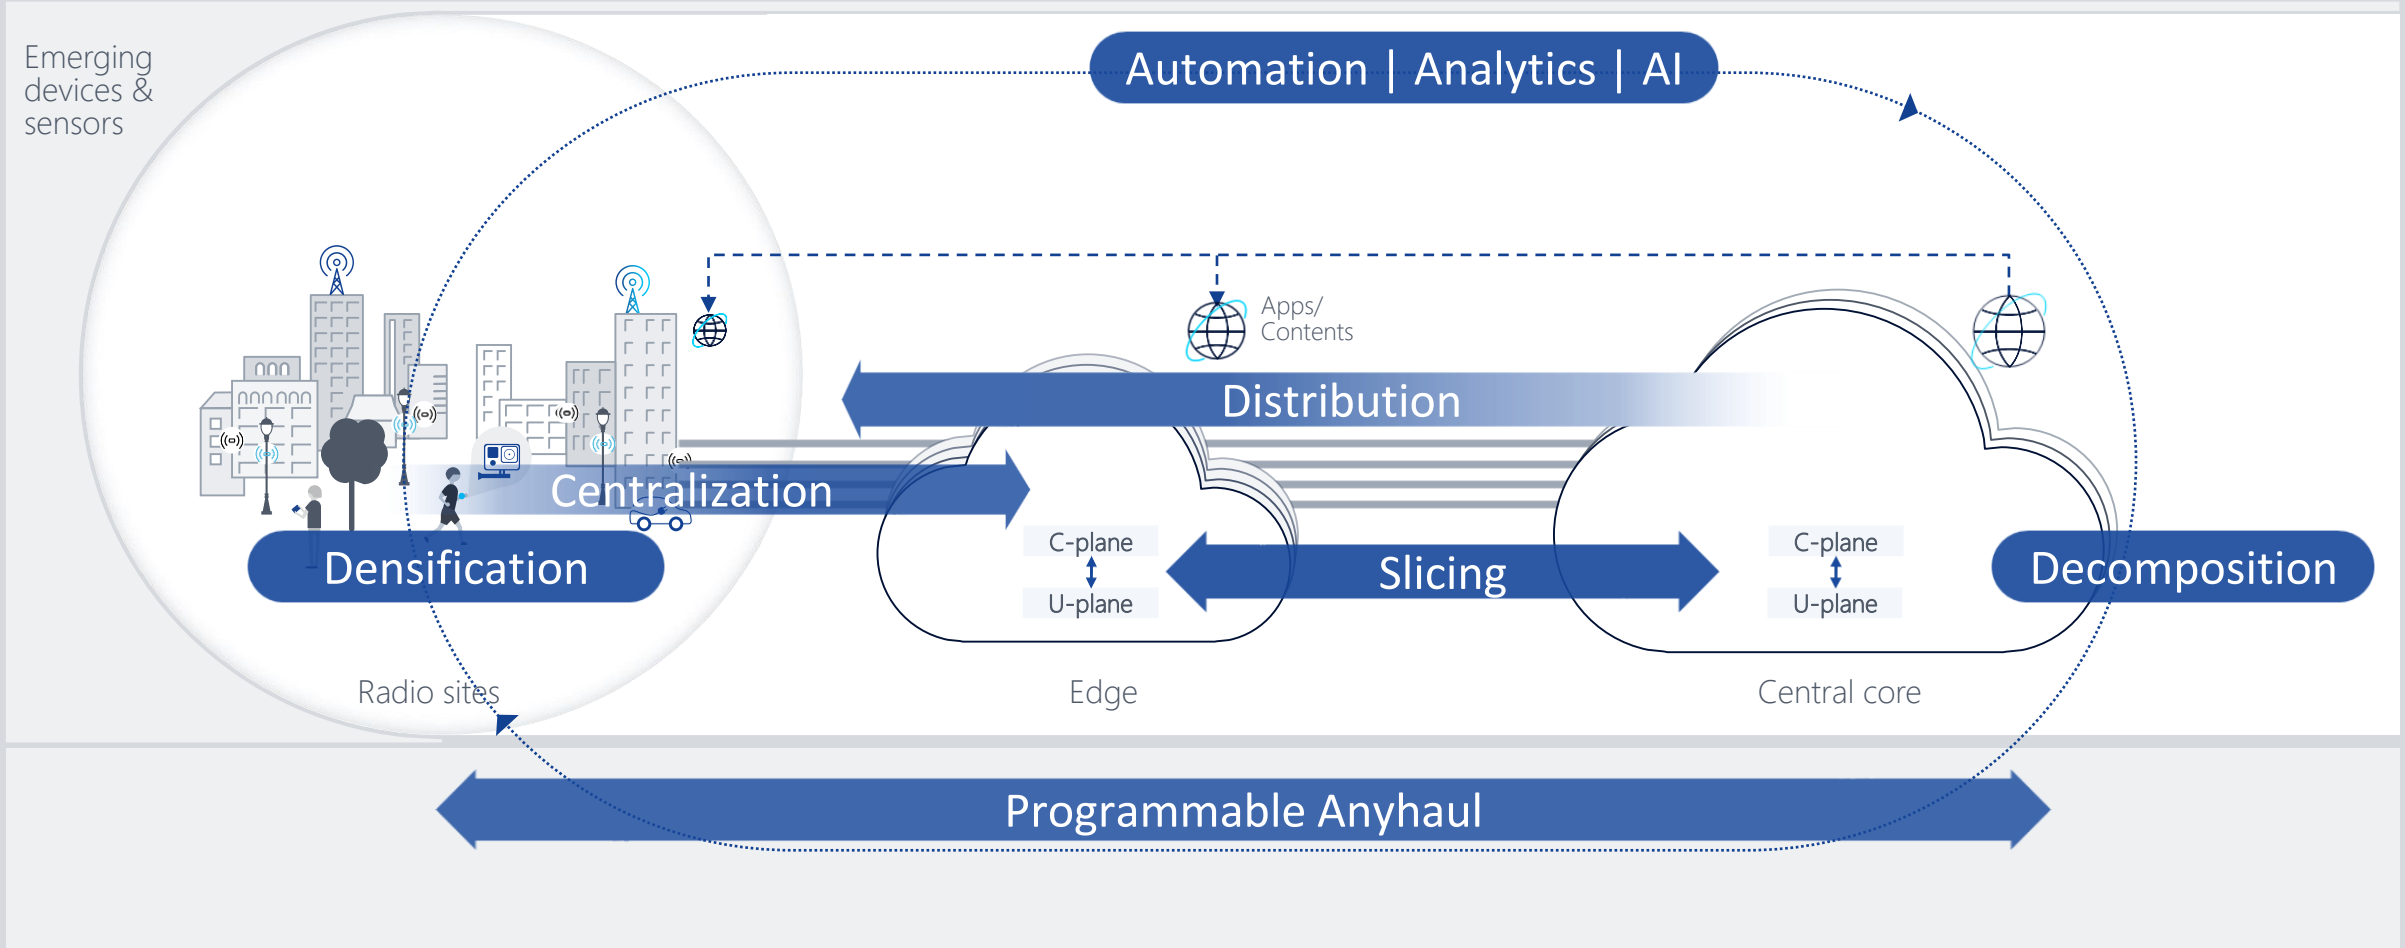 Emerging
devices &
sensors
Automation | Analytics | AI
Apps/
Contents
Distribution
Centralization
C-plane
U-plane
Slicing
C-plane
U-plane
Densification
Decomposition
Radio sites
Edge
Central core
Programmable Anyhaul